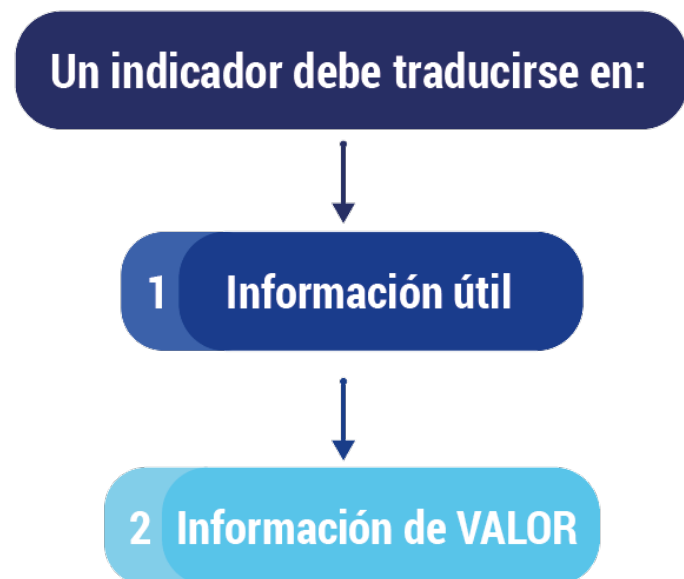 Un indicador debe traducirse en:
1 Información útil
2 Información de VALOR